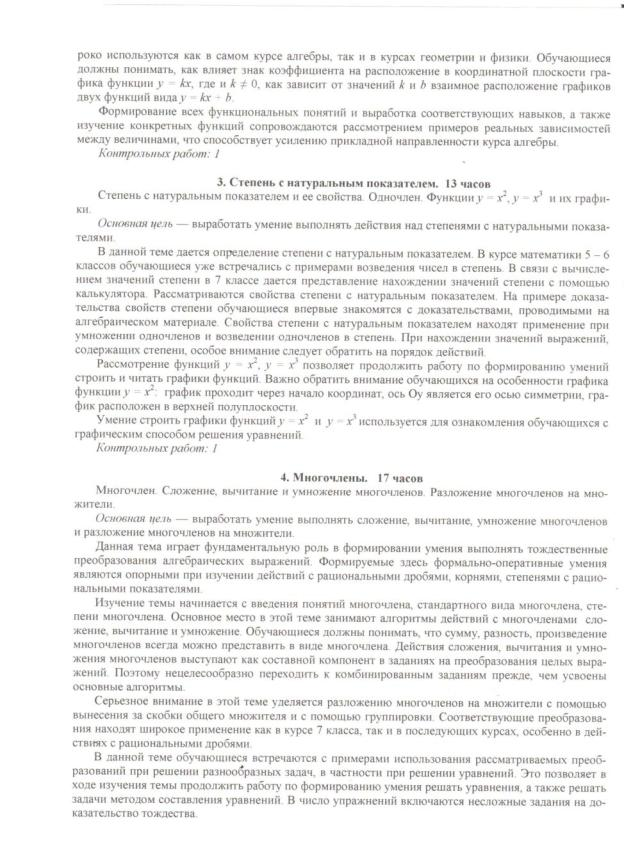 роко используются как в самом курсе алгебры, так и в курсах геометрии и физики. Обучающиеся
должны понимать, как влияет знак коэффициента на расположение в координатной плоскости гра-
фика функции y = kx, где и k ≠ 0, как зависит от значений k и b взаимное расположение графиков
двух функций вида y = kx + b.
Формирование всех функциональных понятий и выработка соответствующих навыков, а также
изучение конкретных функций сопровождаются рассмотрением примеров реальных зависимостей
между величинами, что способствует усилению прикладной направленности курса алгебры.
Контрольных работ: 1
3. Степень с натуральным показателем. 13 часов
Степень с натуральным показателем и ее свойства. Одночлен. Функции y = x², y = x³ и их графи-
ки.
Основная цель — выработать умение выполнять действия над степенями с натуральными показа-
телями.
В данной теме дается определение степени с натуральным показателем. В курсе математики 5 – 6
классов обучающиеся уже встречались с примерами возведения чисел в степень. В связи с вычисле-
нием значений степени в 7 классе дается представление нахождении значений степени с помощью
калькулятора. Рассматриваются свойства степени с натуральным показателем. На примере доказа-
тельства свойств степени обучающиеся впервые знакомятся с доказательствами, проводимыми на
алгебраическом материале. Свойства степени с натуральным показателем находят применение при
умножении одночленов и возведении одночленов в степень. При нахождении значений выражений,
содержащих степени, особое внимание следует обратить на порядок действий.
Рассмотрение функций y = x², y = x³ позволяет продолжить работу по формированию умений
строить и читать графики функций. Важно обратить внимание обучающихся на особенности графика
функции y = x²: график проходит через начало координат, ось Оу является его осью симметрии, гра-
фик расположен в верхней полуплоскости.
Умение строить графики функций y = x² и y = x³ используется для ознакомления обучающихся с
графическим способом решения уравнений.
Контрольных работ: 1
4. Многочлены. 17 часов
Многочлен. Сложение, вычитание и умножение многочленов. Разложение многочленов на мно-
жители.
Основная цель — выработать умение выполнять сложение, вычитание, умножение многочленов
и разложение многочленов на множители.
Данная тема играет фундаментальную роль в формировании умения выполнять тождественные
преобразования алгебраических выражений. Формируемые здесь формально-оперативные умения
являются опорными при изучении действий с рациональными дробями, корнями, степенями с рацио-
нальными показателями.
Изучение темы начинается с введения понятий многочлена, стандартного вида многочлена, сте-
пени многочлена. Основное место в этой теме занимают алгоритмы действий с многочленами сло-
жение, вычитание и умножение. Обучающиеся должны понимать, что сумму, разность, произведение
многочленов всегда можно представить в виде многочлена. Действия сложения, вычитания и умно-
жения многочленов выступают как составной компонент в заданиях на преобразования целых выра-
жений. Поэтому нецелесообразно переходить к комбинированным заданиям прежде, чем усвоены
основные алгоритмы.
Серьезное внимание в этой теме уделяется разложению многочленов на множители с помощью
вынесения за скобки общего множителя и с помощью группировки. Соответствующие преобразова-
ния находят широкое применение как в курсе 7 класса, так и в последующих курсах, особенно в дей-
ствиях с рациональными дробями.
В данной теме обучающиеся встречаются с примерами использования рассматриваемых преоб-
разований при решении разнообразных задач, в частности при решении уравнений. Это позволяет в
ходе изучения темы продолжить работу по формированию умения решать уравнения, а также решать
задачи методом составления уравнений. В число упражнений включаются несложные задания на до-
казательство тождества.